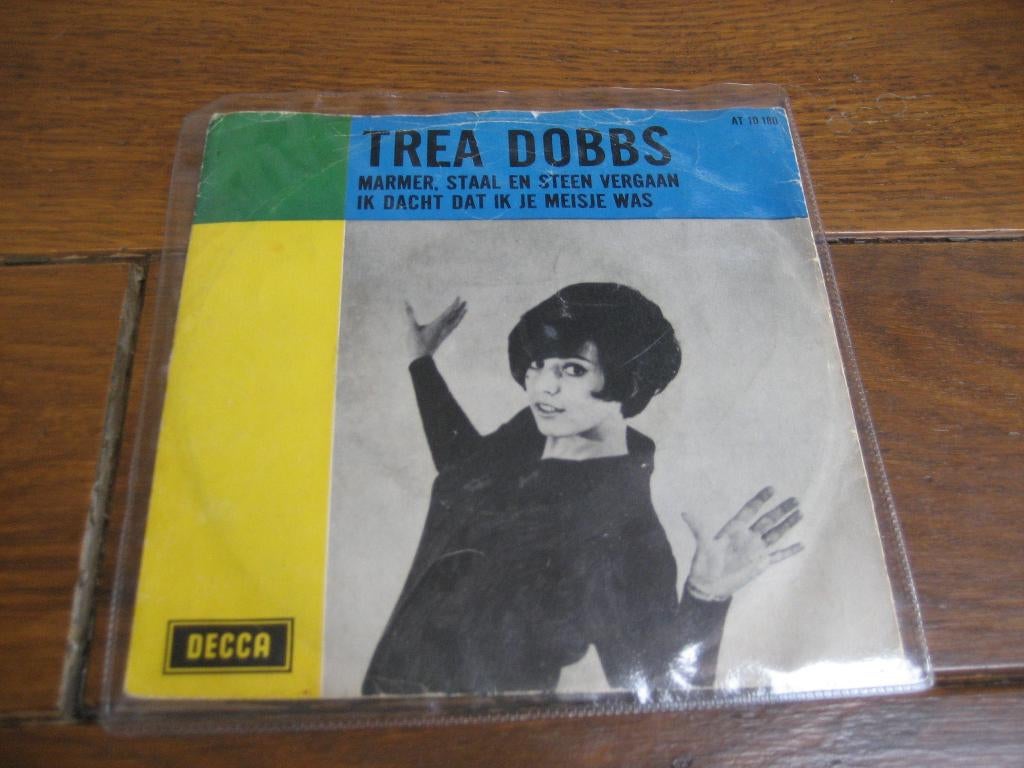 TREA DOBBS
AT 10 180
MARMER, STAAL EN STEEN VERGAAN
IK DACHT DAT IK JE MEISJE WAS
DECCA